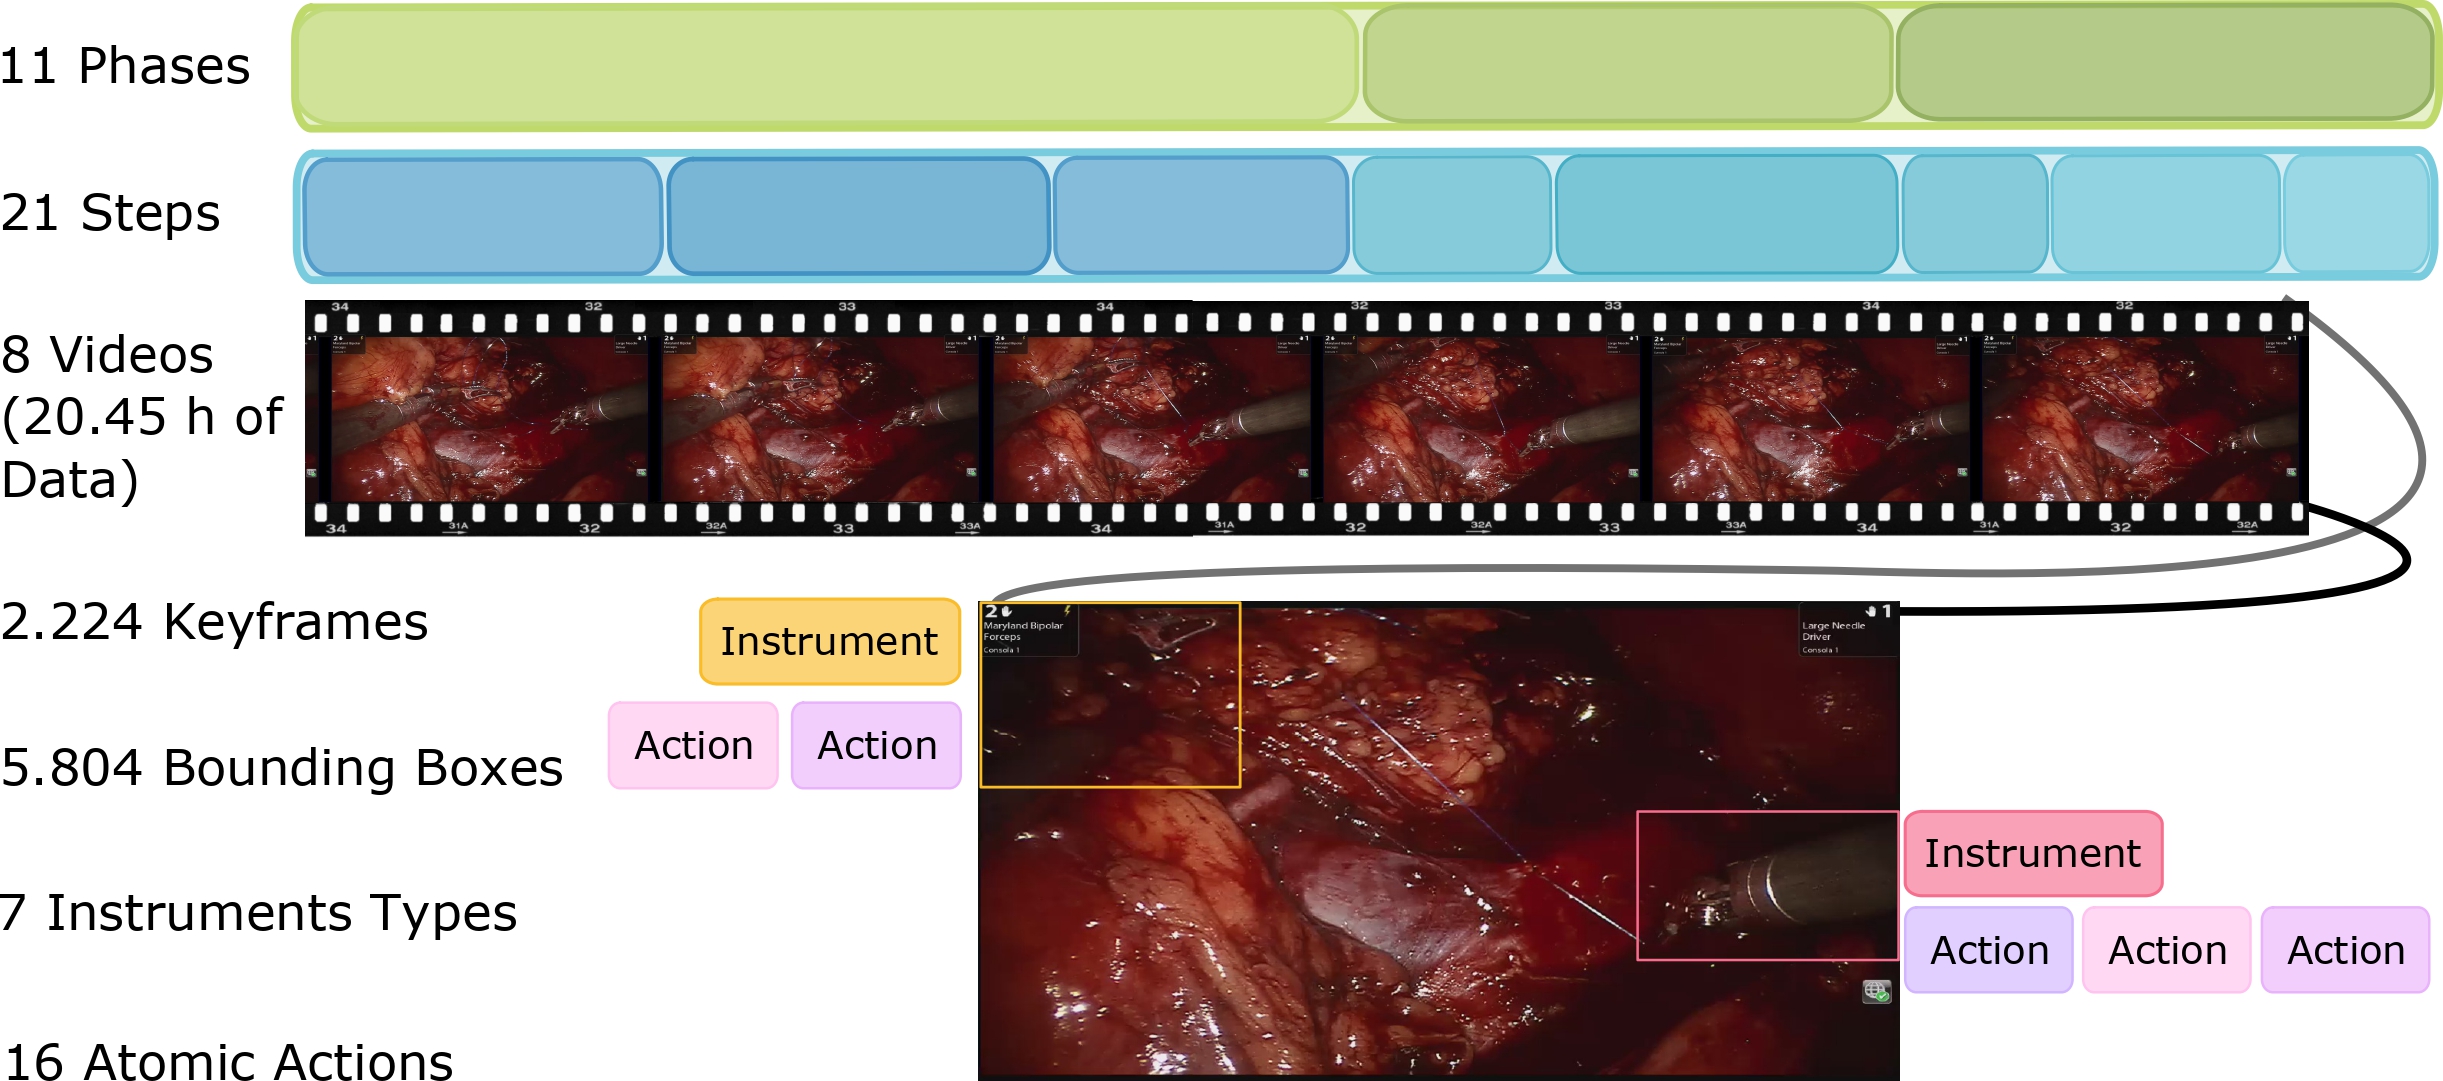 11 Phases
21 Steps
34 32 33 34 32 33 34 32
8 Videos
(20.45 h of
Data)
34 31A 32 32A 33 33A 34 31A 32 32A 33 33A 34 31A 32 32A
2.224 Keyframes
Instrument
2
Maryland Bipolar
Forceps
Consola 1
1
Large Needle
Driver
Consola 1
5.804 Bounding Boxes
Action Action
Instrument
7 Instruments Types
Action Action Action
16 Atomic Actions